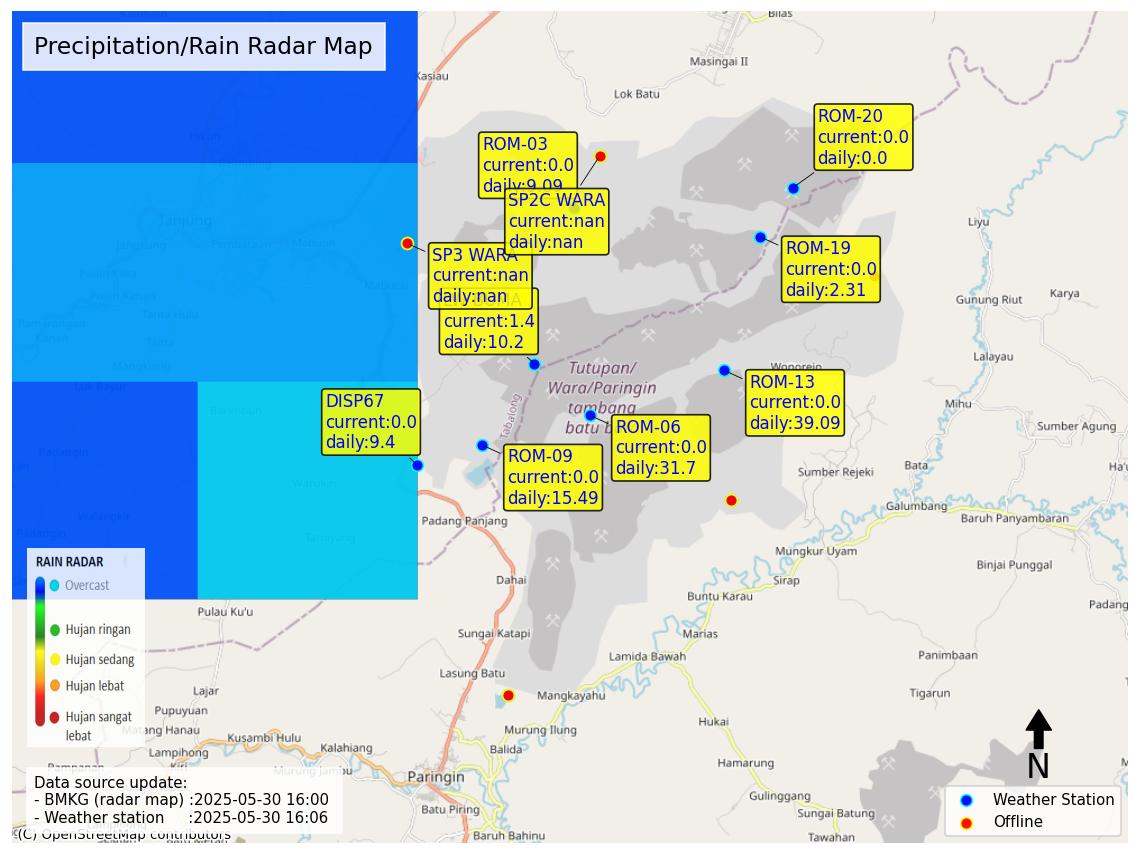 Precipitation/Rain Radar Map
Bilas
Masingai II
Kasiau
Lok Batu
ROM-20
current:0.0
daily:0.0
ROM-03
current:0.0
daily:9.09
SP2C WARA
current:nan
daily:nan
Tanjung
Liyu
SP3 WARA
current:nan
daily:nan
ROM-19
current:0.0
daily:2.31
Gunung Riut
Karya
current:1.4
daily:10.2
Lalayau
Tutupan/
Wara/Paringin
tambang
batu
Wonorejo
ROM-13
current:0.0
daily:39.09
Mihu
DISP67
current:0.0
daily:9.4
Tabalong
ROM-06
current:0.0
daily:31.7
Sumber Agung
ROM-09
current:0.0
daily:15.49
Sumber Rejeki
Bata
Ha'u
Galumbang
Baruh Panyambaran
Padang Panjang
Mungkur Uyam
Binjai Punggal
Dahai
Sirap
Buntu Karau
Padang
Pulau Ku'u
Sungai Katapi
Marias
Lamida Bawah
Panimbaan
Lasung Batu
Tigarun
Mangkayahu
RAIN RADAR
Overcast
Hujan ringan
Hujan sedang
Hujan lebat
Hujan sangat
lebat
Lajar
Pupuyuan
Matang Hanau
Lampihong
Kusambi Hulu
Kalahiang
Murung Jambu
Murung Ilung
Hukai
Balida
Hamarung
Paringin
Gulinggang
Batu Piring
Sungai Batung
Baruh Bahinu
Tawahan
N
Data source update:
- BMKG (radar map) :2025-05-30 16:00
- Weather station :2025-05-30 16:06
(C) OpenStreetMap contributors
Weather Station
Offline